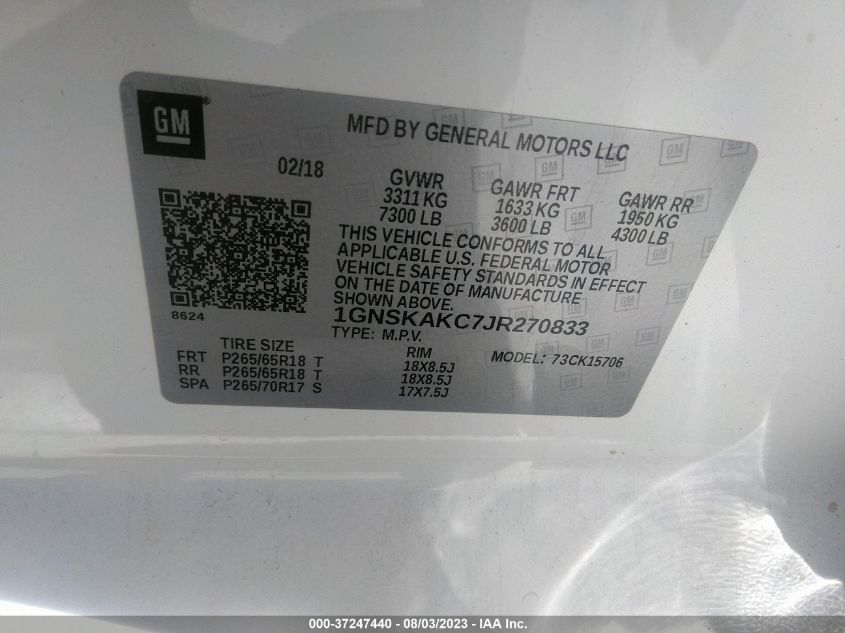 GM
MFD BY GENERAL MOTORS LLC
02/18
GVWR
3311 KG
7300 LB
GAWR FRT
1633 KG
3600 LB
GAWR RR
1950 KG
4300 LB
THIS VEHICLE CONFORMS TO ALL
APPLICABLE U.S. FEDERAL MOTOR
VEHICLE SAFETY STANDARDS IN EFFECT
ON THE DATE OF MANUFACTURE
SHOWN ABOVE.
8624
1GNSKAKC7JR270833
TYPE: M.P.V.
MODEL: 73CK15706
TIRE SIZE RIM
FRT P265/65R18 T 18X8.5J
RR P265/65R18 T 18X8.5J
SPA P265/70R17 S 17X7.5J
000-37247440 - 08/03/2023 - IAA Inc.